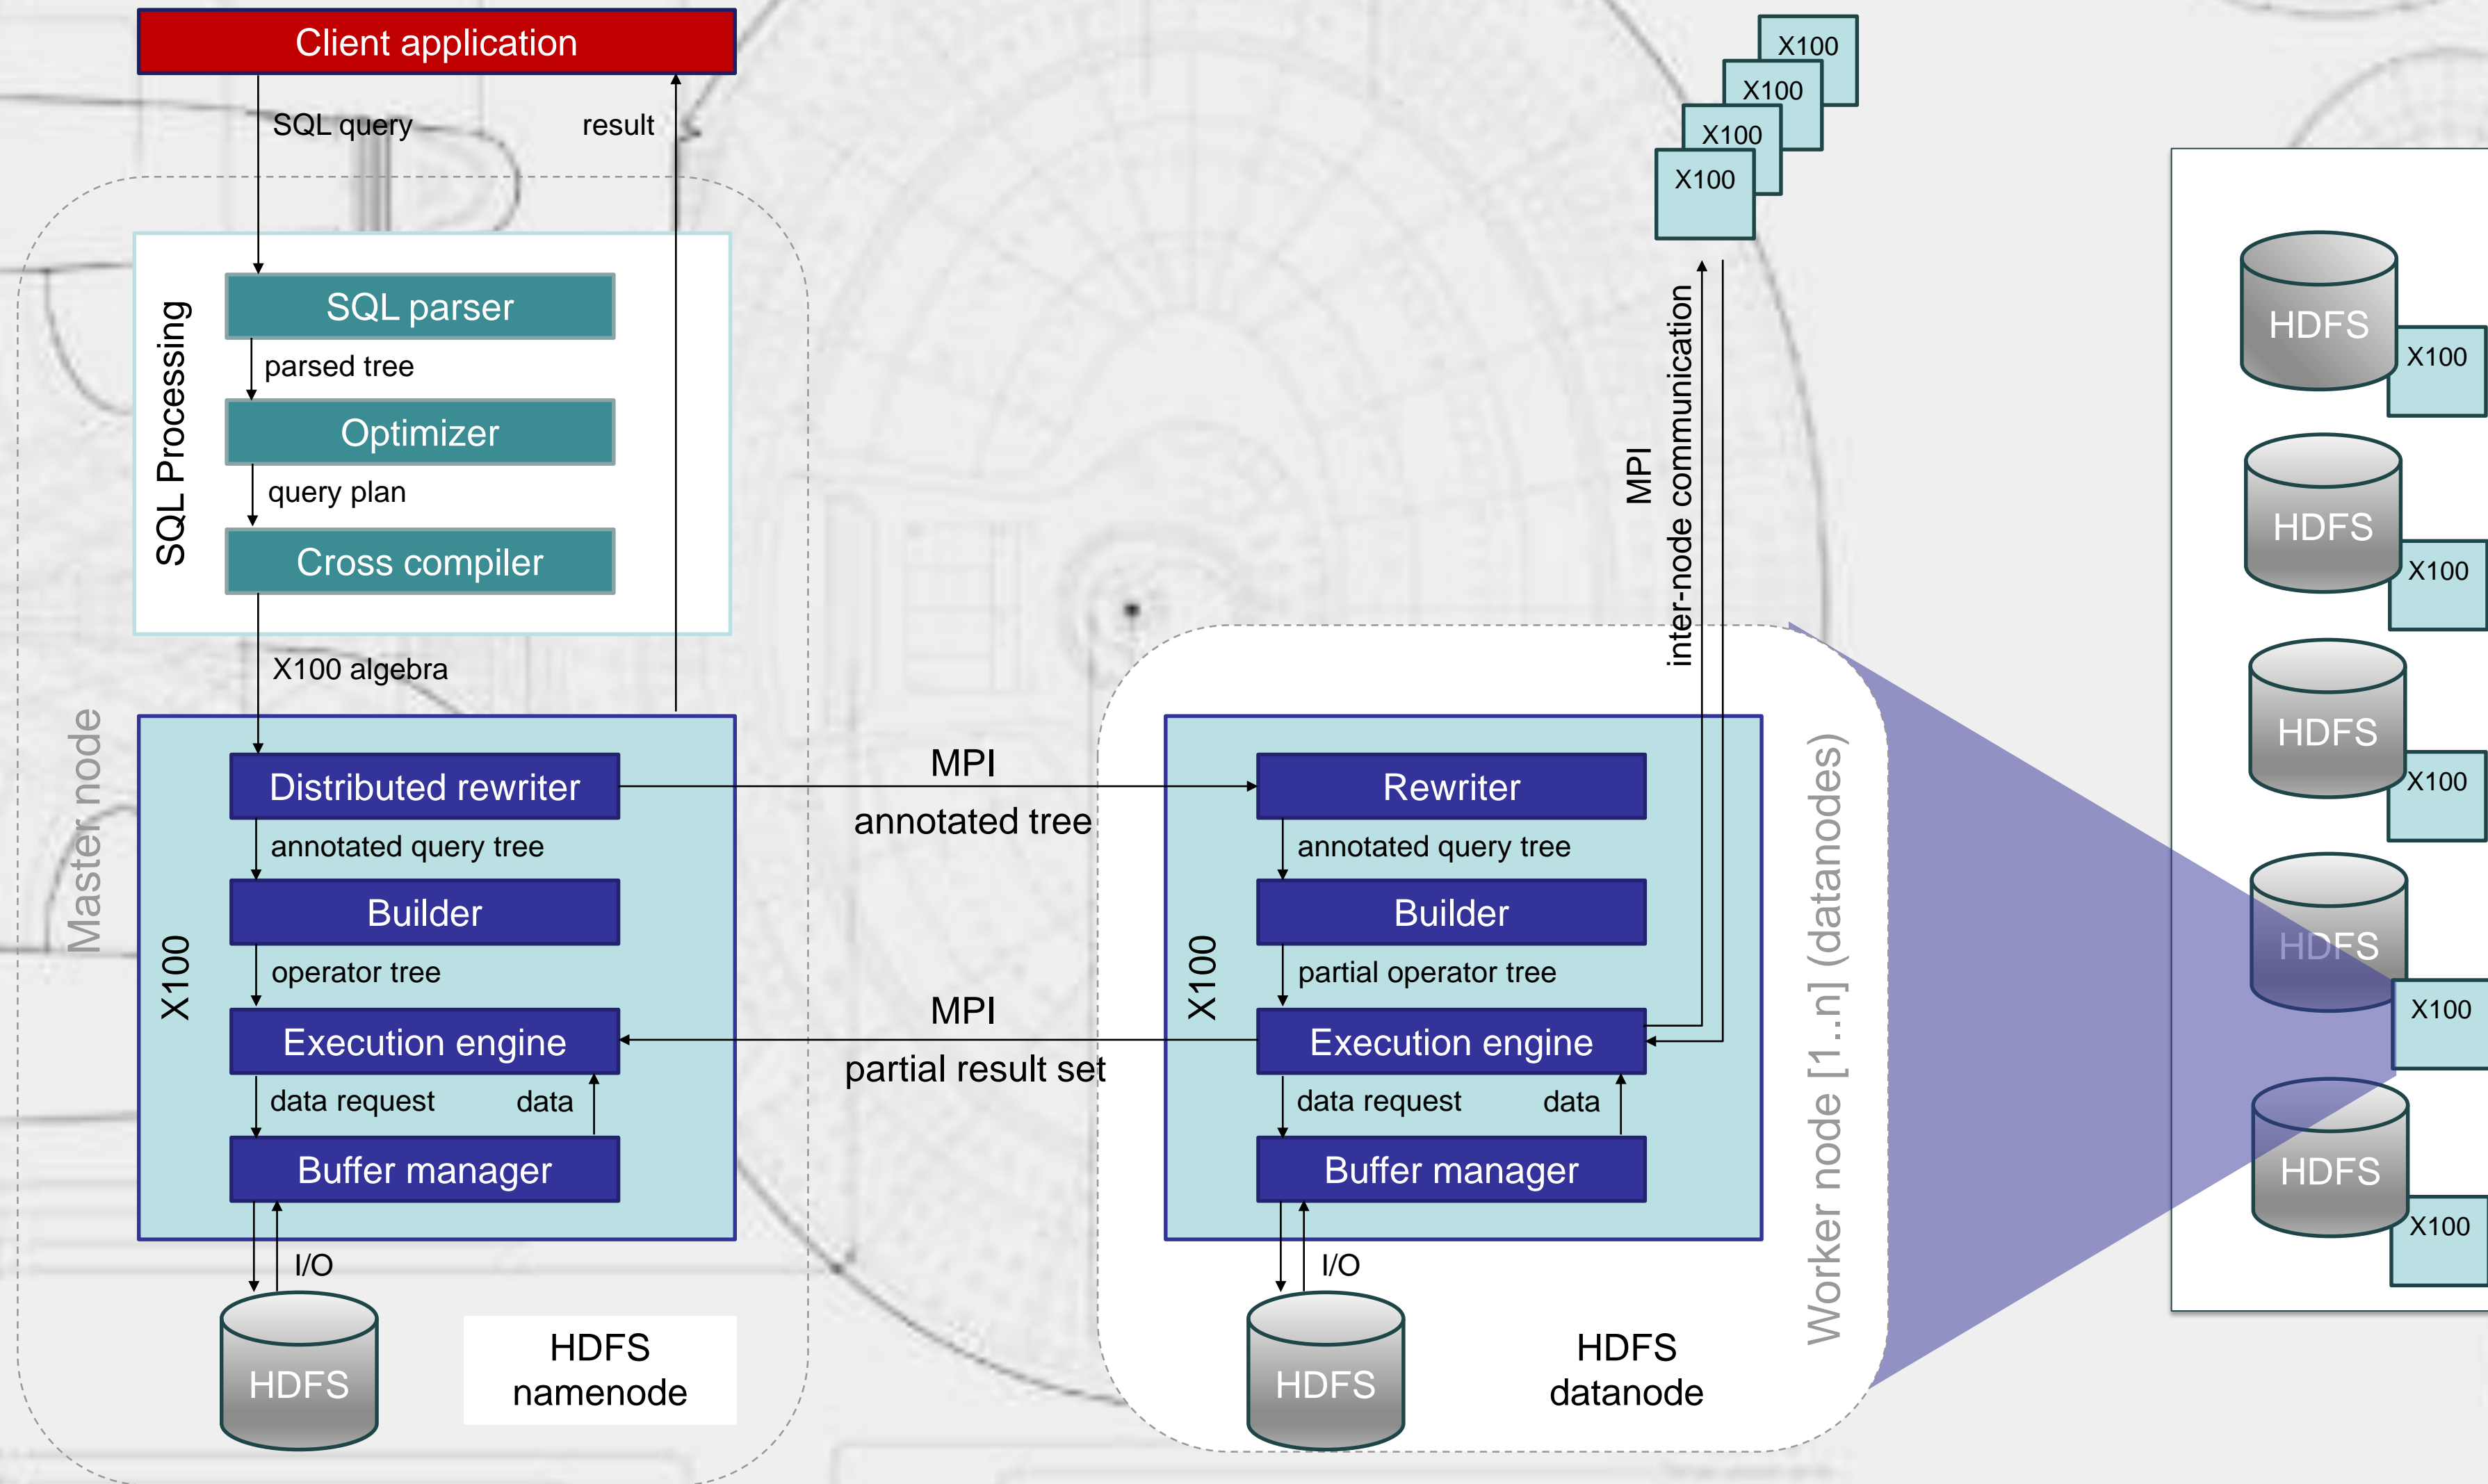 Client application
SQL query
result
SQL Processing
SQL parser
parsed tree
Optimizer
query plan
Cross compiler
X100 algebra
Master node
X100
Distributed rewriter
annotated query tree
Builder
operator tree
Execution engine
data request
data
Buffer manager
I/O
HDFS
HDFS
namenode
MPI
annotated tree
MPI
partial result set
X100
X100
X100
X100
MPI
inter-node communication
X100
Rewriter
annotated query tree
Builder
partial operator tree
Execution engine
data request
data
Buffer manager
I/O
HDFS
HDFS
datanode
Worker node [1..n] (datanodes)
HDFS
X100
HDFS
X100
HDFS
X100
HDFS
X100
HDFS
X100